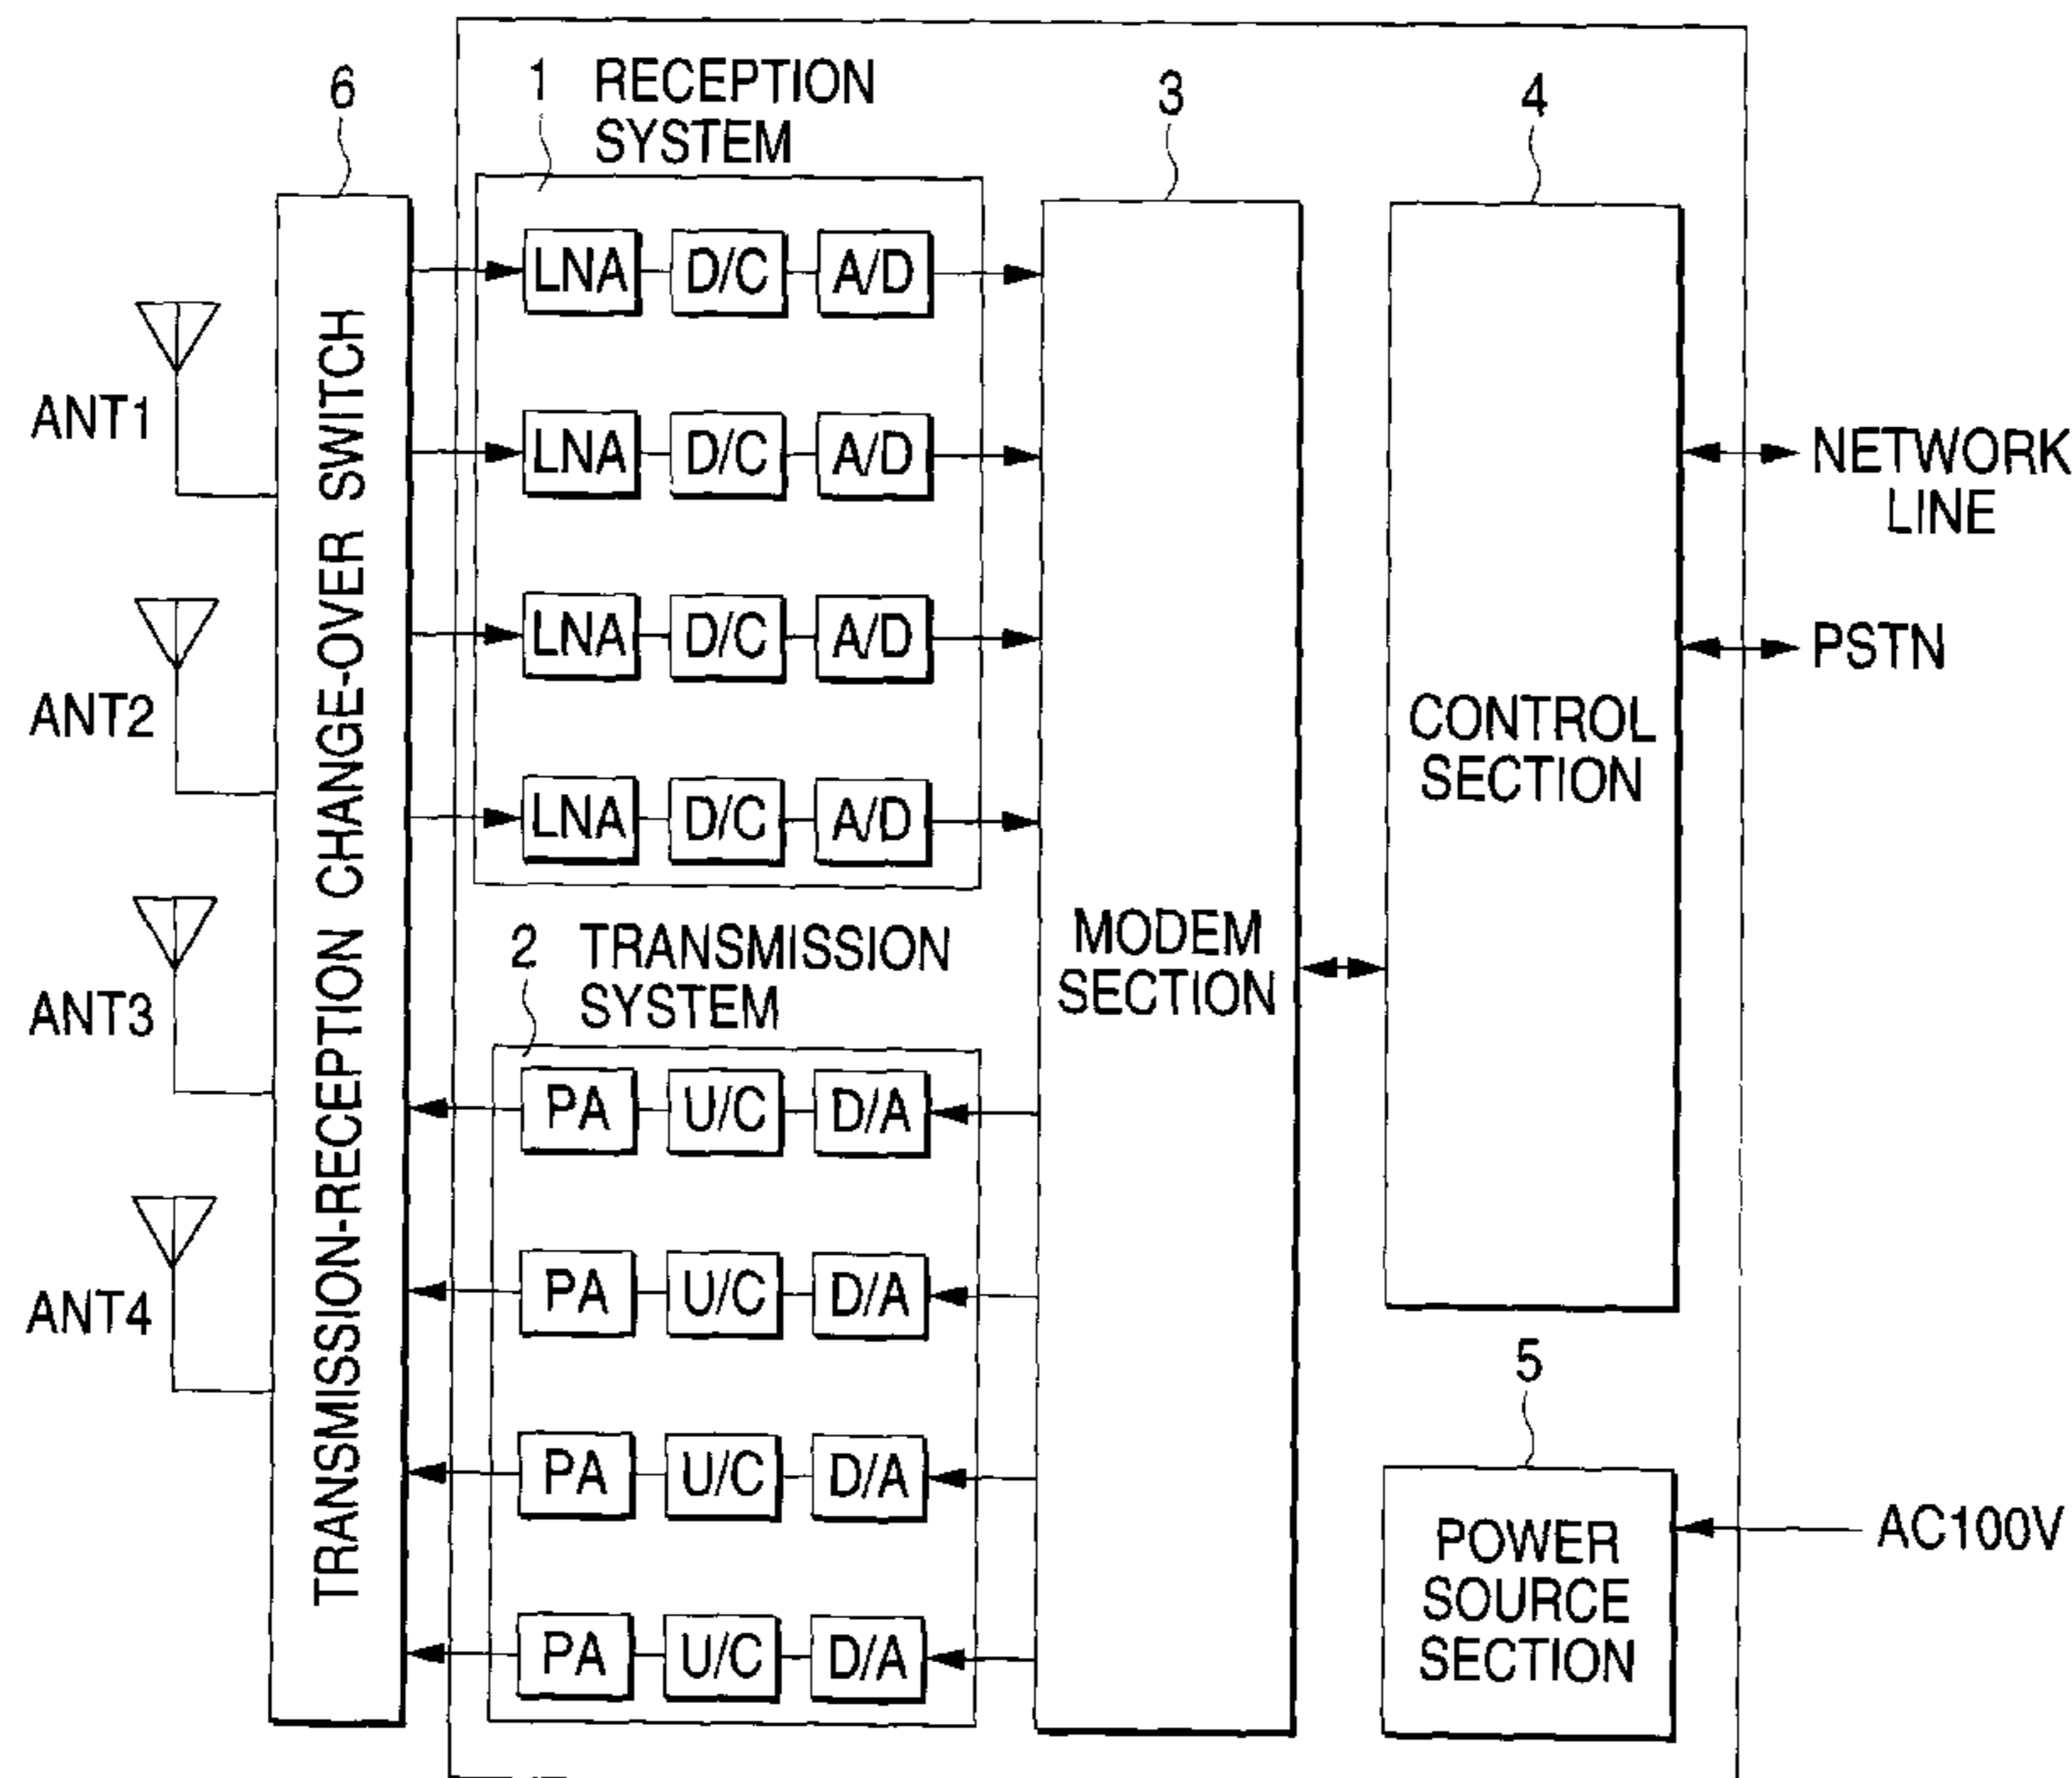 6
1
RECEPTION
SYSTEM
3
4
ANT1
ANT2
ANT3
ANT4
TRANSMISSION-RECEPTION CHANGE-OVER SWITCH
LNA D/C A/D
LNA D/C A/D
LNA D/C A/D
LNA D/C A/D
2
TRANSMISSION
SYSTEM
PA U/C D/A
PA U/C D/A
PA U/C D/A
PA U/C D/A
MODEM
SECTION
CONTROL
SECTION
NETWORK
LINE
PSTN
5
POWER
SOURCE
SECTION
AC100V